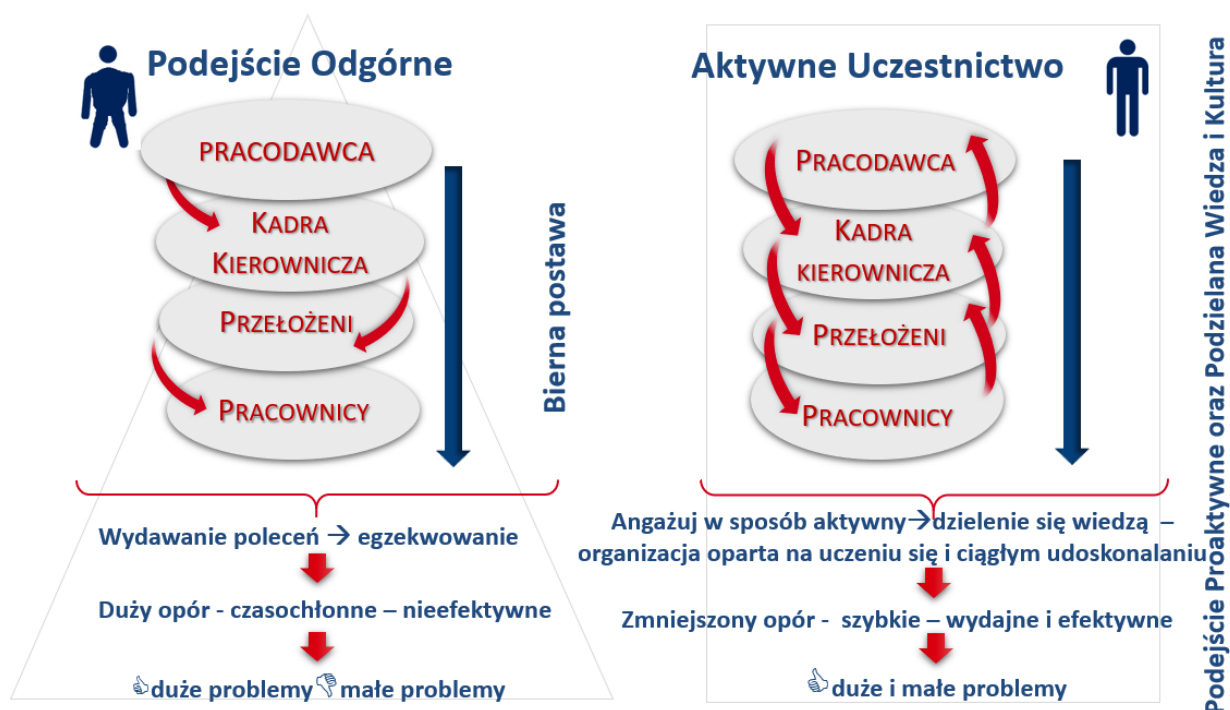 Podejście Odgórne
PRACODAWCA
KADRA
KIEROWNICZA
PRZEŁOŻENI
PRACOWNICY
Bierna postawa
Wydawanie poleceń → egzekwowanie
Duży opór - czasochłonne – nieefektywne
👍duże problemy 👎małe problemy
Aktywne Uczestnictwo
PRACODAWCA
KADRA
KIEROWNICZA
PRZEŁOŻENI
PRACOWNICY
Angażuj w sposób aktywny→dzielenie się wiedzą –
organizacja oparta na uczeniu się i ciągłym udoskonalaniu
Zmniejszony opór - szybkie – wydajne i efektywne
👍duże i małe problemy
Podejście Proaktywne oraz Podzielana Wiedza i Kultura